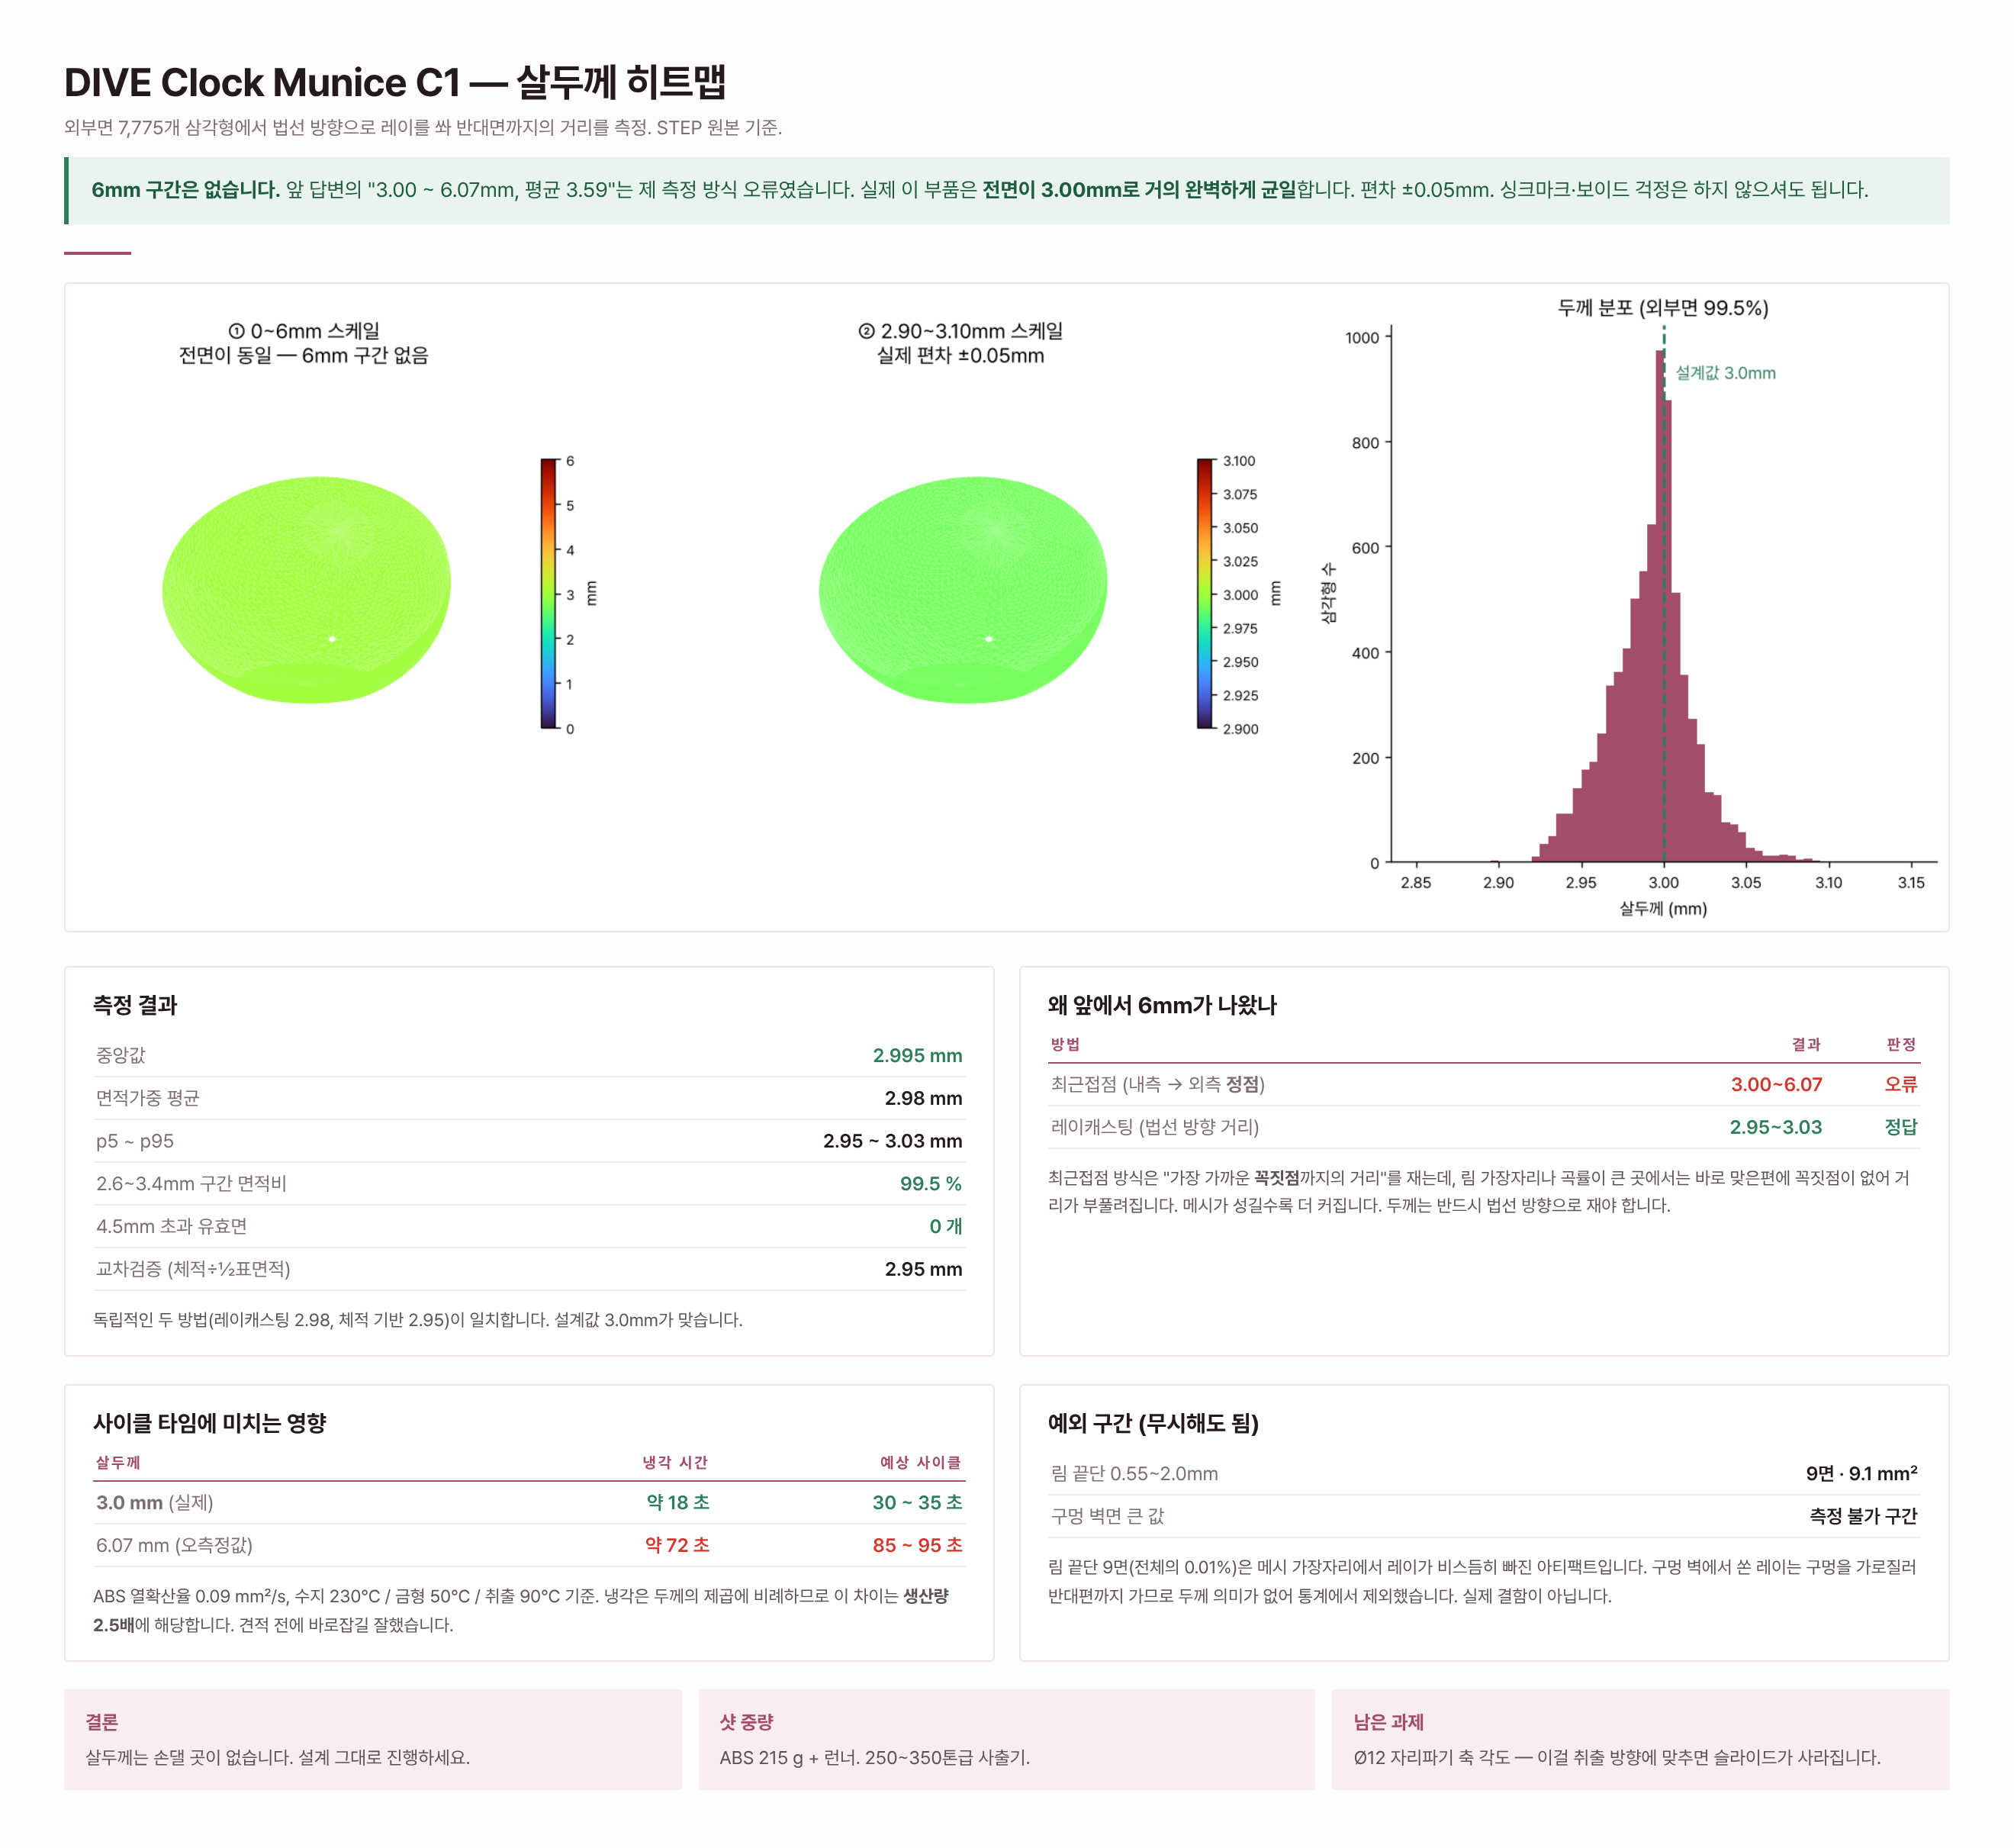 DIVE Clock Munice C1 — 살두께 히트맵
외부면 7,775개 삼각형에서 법선 방향으로 레이를 쏴 반대면까지의 거리를 측정. STEP 원본 기준.
6mm 구간은 없습니다. 앞 답변의 "3.00 ~ 6.07mm, 평균 3.59"는 제 측정 방식 오류였습니다. 실제 이 부품은 전면이 3.00mm로 거의 완벽하게 균일합니다. 편차 ±0.05mm. 싱크마크·보이드 걱정은 하지 않으셔도 됩니다.
① 0~6mm 스케일
전면이 동일 — 6mm 구간 없음
6
5
4
3
2
1
0
mm
② 2.90~3.10mm 스케일
실제 편차 ±0.05mm
3.100
3.075
3.050
3.025
3.000
2.975
2.950
2.925
2.900
mm
두께 분포 (외부면 99.5%)
설계값 3.0mm
1000
800
600
400
200
0
삼각형 수
2.85 2.90 2.95 3.00 3.05 3.10 3.15
살두께 (mm)
측정 결과
중앙값 2.995 mm
면적가중 평균 2.98 mm
p5 ~ p95 2.95 ~ 3.03 mm
2.6~3.4mm 구간 면적비 99.5 %
4.5mm 초과 유효면 0 개
교차검증 (체적÷½표면적) 2.95 mm
독립적인 두 방법(레이캐스팅 2.98, 체적 기반 2.95)이 일치합니다. 설계값 3.0mm가 맞습니다.
왜 앞에서 6mm가 나왔나
방법 결과 판정
최근접점 (내측 → 외측 정점) 3.00~6.07 오류
레이캐스팅 (법선 방향 거리) 2.95~3.03 정답
최근접점 방식은 "가장 가까운 꼭짓점까지의 거리"를 재는데, 림 가장자리나 곡률이 큰 곳에서는 바로 맞은편에 꼭짓점이 없어 거
리가 부풀려집니다. 메시가 성길수록 더 커집니다. 두께는 반드시 법선 방향으로 재야 합니다.
사이클 타임에 미치는 영향
살두께 냉각 시간 예상 사이클
3.0 mm (실제) 약 18 초 30 ~ 35 초
6.07 mm (오측정값) 약 72 초 85 ~ 95 초
ABS 열확산율 0.09 mm²/s, 수지 230°C / 금형 50°C / 취출 90°C 기준. 냉각은 두께의 제곱에 비례하므로 이 차이는 생산량
2.5배에 해당합니다. 견적 전에 바로잡길 잘했습니다.
예외 구간 (무시해도 됨)
림 끝단 0.55~2.0mm 9면 · 9.1 mm²
구멍 벽면 큰 값 측정 불가 구간
림 끝단 9면(전체의 0.01%)은 메시 가장자리에서 레이가 비스듬히 빠진 아티팩트입니다. 구멍 벽에서 쏜 레이는 구멍을 가로질러
반대편까지 가므로 두께 의미가 없어 통계에서 제외했습니다. 실제 결함이 아닙니다.
결론
살두께는 손댈 곳이 없습니다. 설계 그대로 진행하세요.
샷 중량
ABS 215 g + 런너. 250~350톤급 사출기.
남은 과제
Ø12 자리파기 축 각도 — 이걸 취출 방향에 맞추면 슬라이드가 사라집니다.